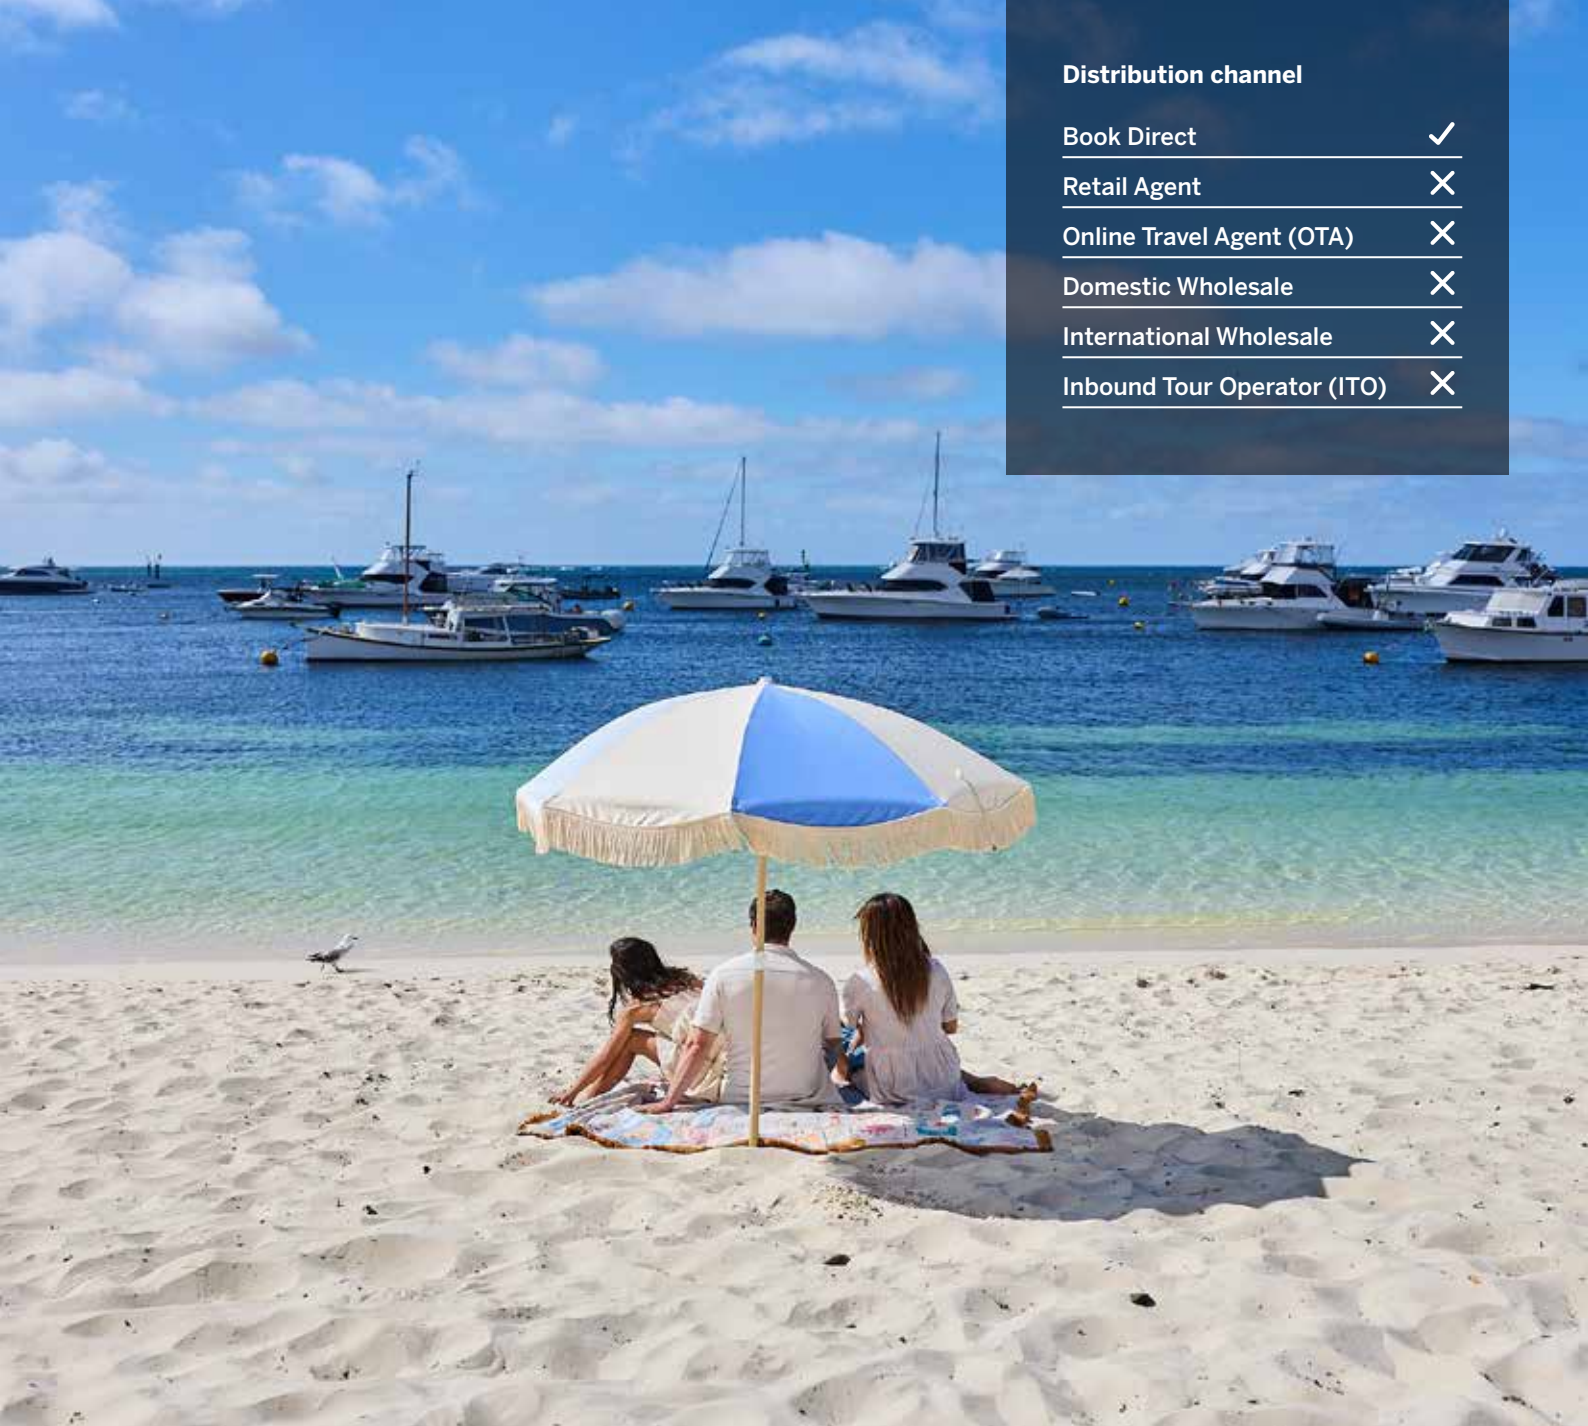 Distribution channel
Book Direct
Retail Agent
Online Travel Agent (OTA)
Domestic Wholesale
International Wholesale
Inbound Tour Operator (ITO)